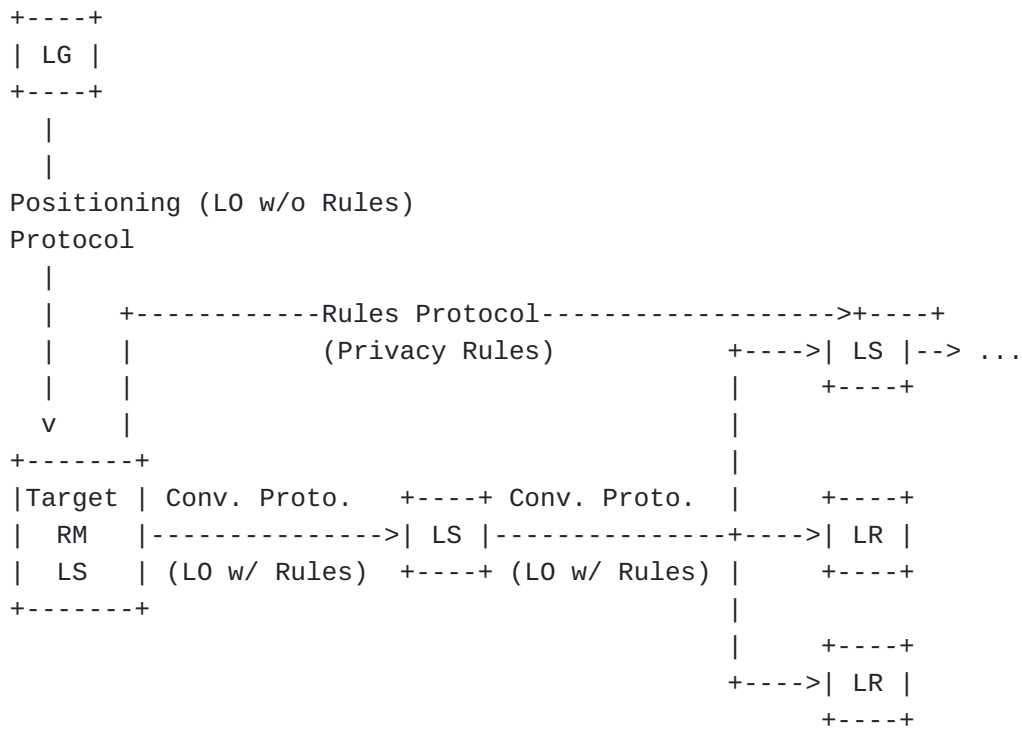 +----+
| LG |
+----+
  |
  |
Positioning (LO w/o Rules)
Protocol
  |
  |    +------------Rules Protocol------------------->+----+
  |    |            (Privacy Rules)           +---->| LS |--> ...
  |    |                                      |     +----+
  v    |                                      |
+-------+                                     |
|Target | Conv. Proto.   +----+ Conv. Proto.  |     +----+
|  RM   |--------------->| LS |---------------+---->| LR |
|  LS   | (LO w/ Rules)  +----+ (LO w/ Rules) |     +----+
+-------+                                     |
                                              |     +----+
                                              +---->| LR |
                                                    +----+